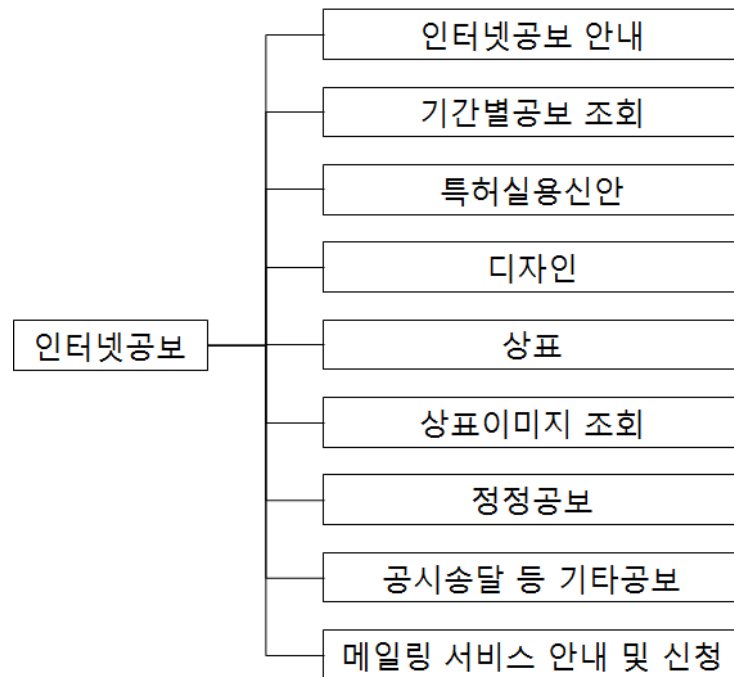 인터넷공보
인터넷공보 안내
기간별공보 조회
특허실용신안
디자인
상표
상표이미지 조회
정정공보
공시송달 등 기타공보
메일링 서비스 안내 및 신청